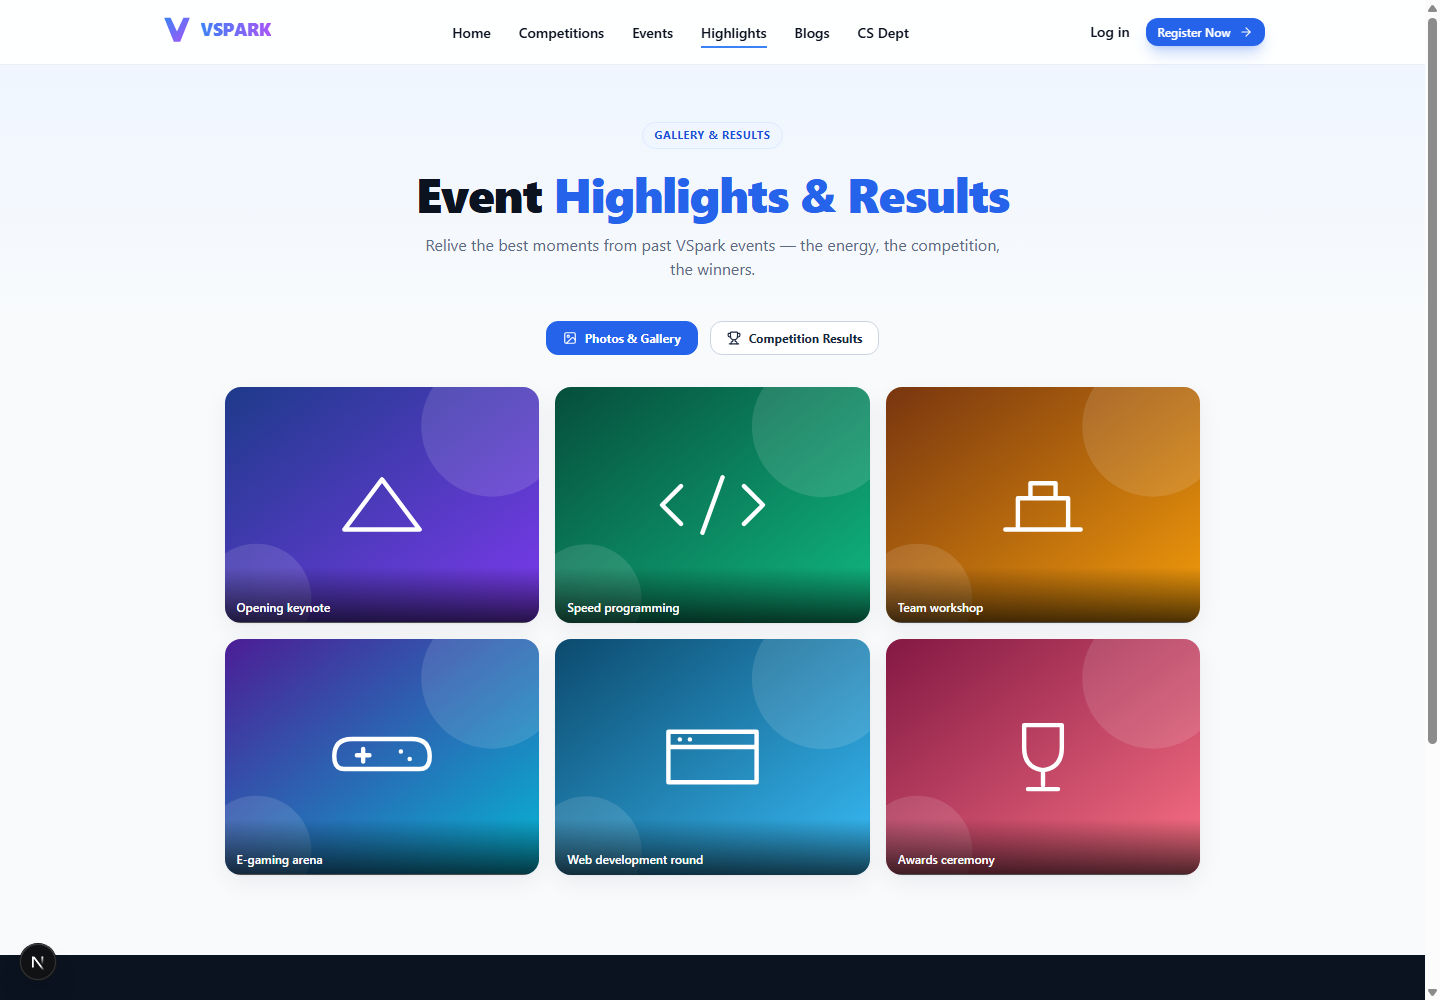 VSPARK
Home
Competitions
Events
Highlights
Blogs
CS Dept
Log in
Register Now
GALLERY & RESULTS
Event Highlights & Results
Relive the best moments from past VSpark events — the energy, the competition,
the winners.
Photos & Gallery
Competition Results
Opening keynote
Speed programming
Team workshop
E-gaming arena
Web development round
Awards ceremony